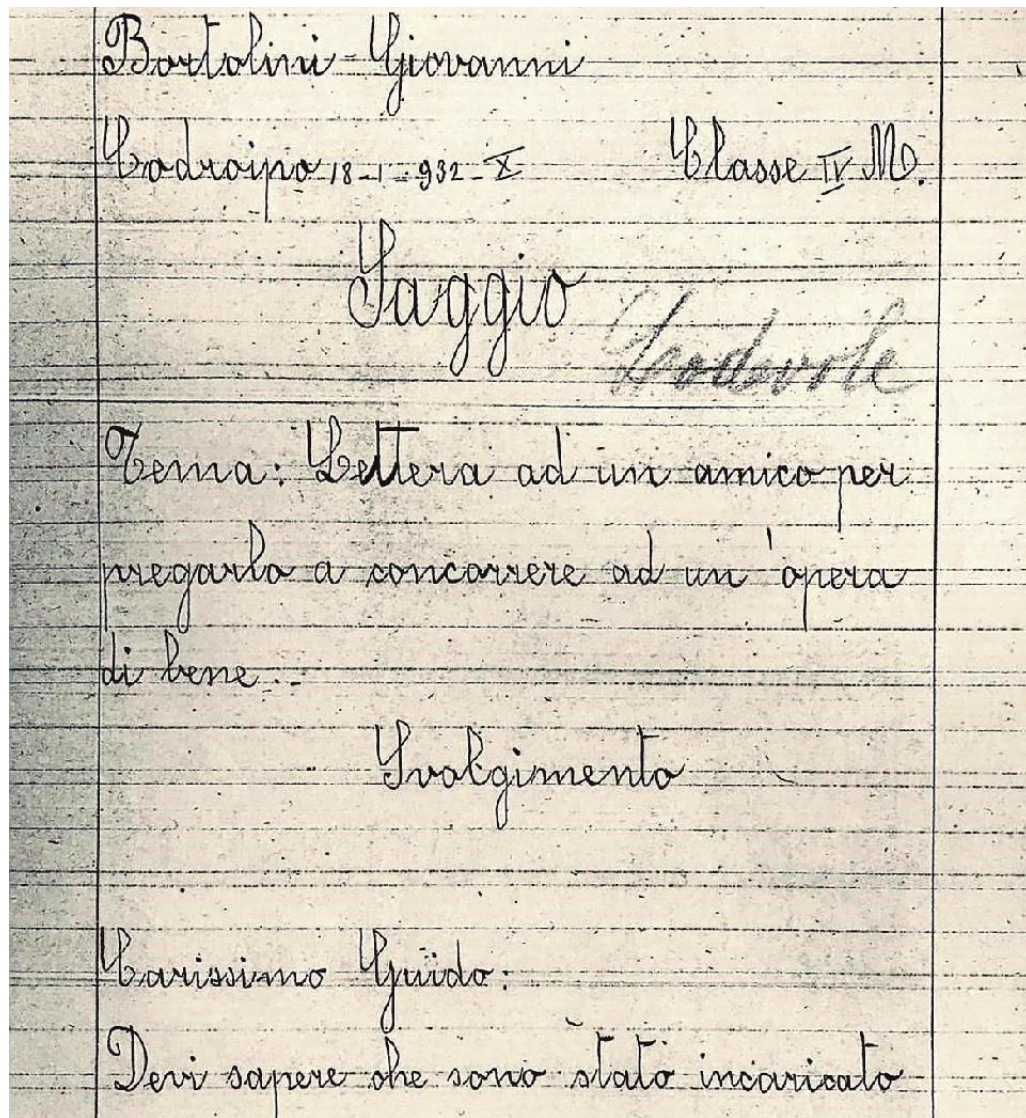 Bortolini Giovanni
Codroipo 18-1-932-X Classe IV M.
Saggio
Lodevole
Tema: Lettera ad un amico per
pregarlo a concorrere ad un'opera
di bene.
Svolgimento
Carissimo Guido:
Devi sapere che sono stato incaricato